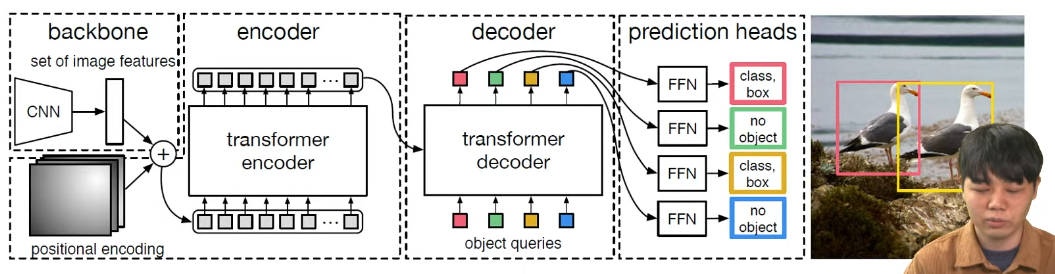 backbone
set of image features
CNN
+
positional encoding
encoder
...
transformer
encoder
...
decoder
transformer
decoder
object queries
prediction heads
FFN
class,
box
FFN
no
object
FFN
class,
box
FFN
no
object